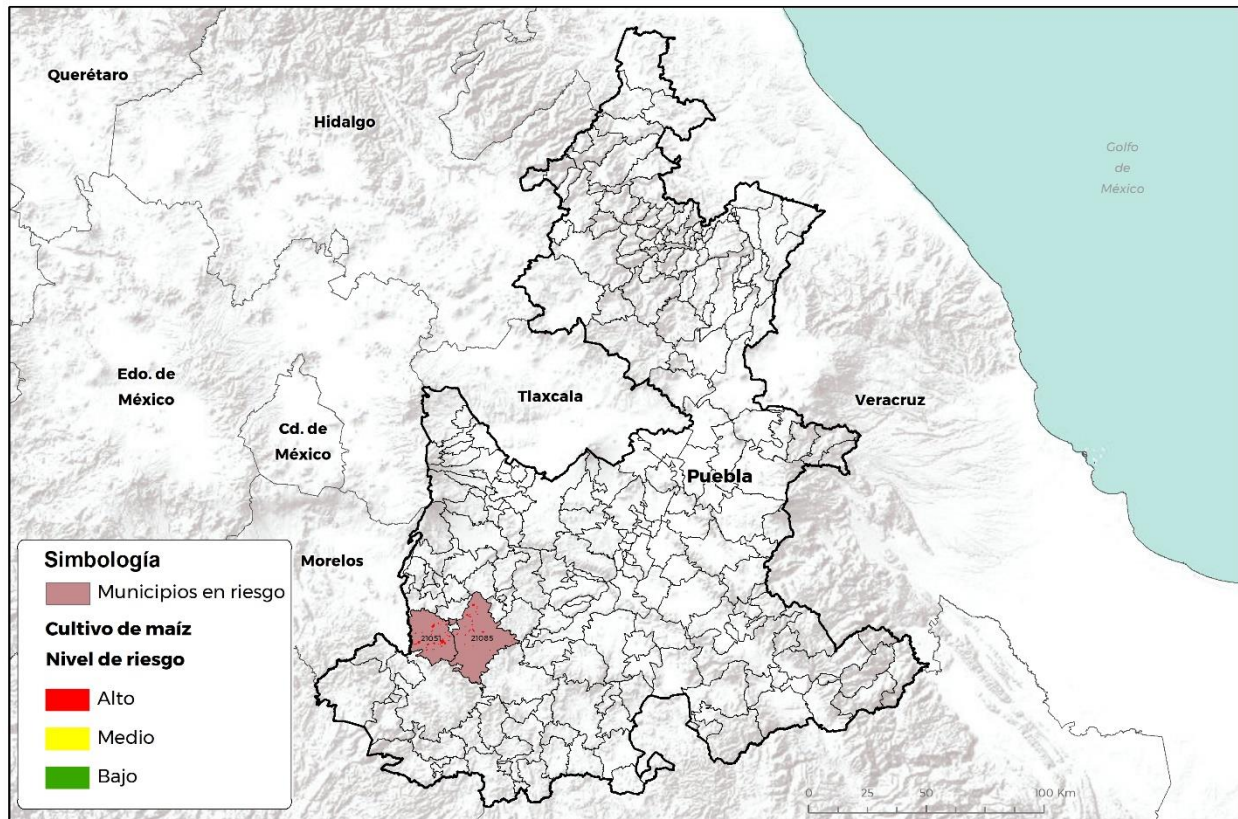 Querétaro
Hidalgo
Golfo
de
México
Edo. de
México
Tlaxcala
Veracruz
Cd. de
México
Puebla
Morelos
21051
21085
Simbología
Municipios en riesgo
Cultivo de maíz
Nivel de riesgo
Alto
Medio
Bajo
0 25 50 100 Km